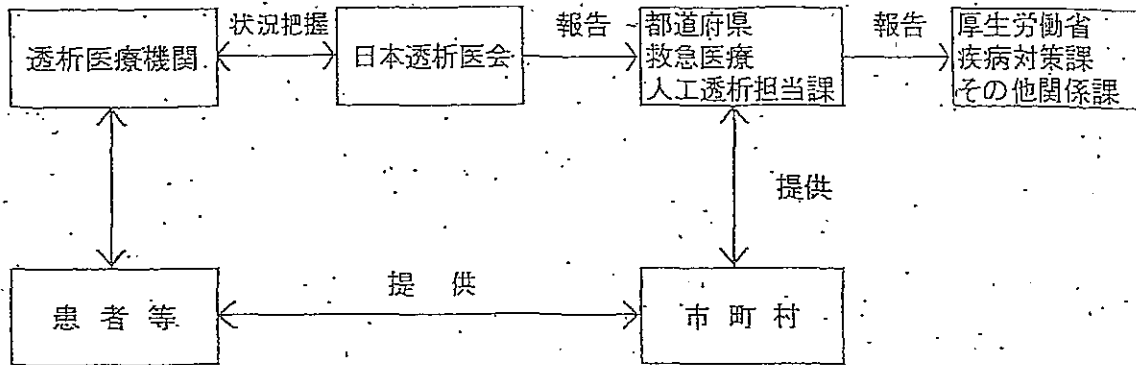 透析医療機関
状況把握
日本透析医会
報告
都道府県
救急医療
人工透析担当課
報告
厚生労働省
疾病対策課
その他関係課
提供
患者等
提供
市町村